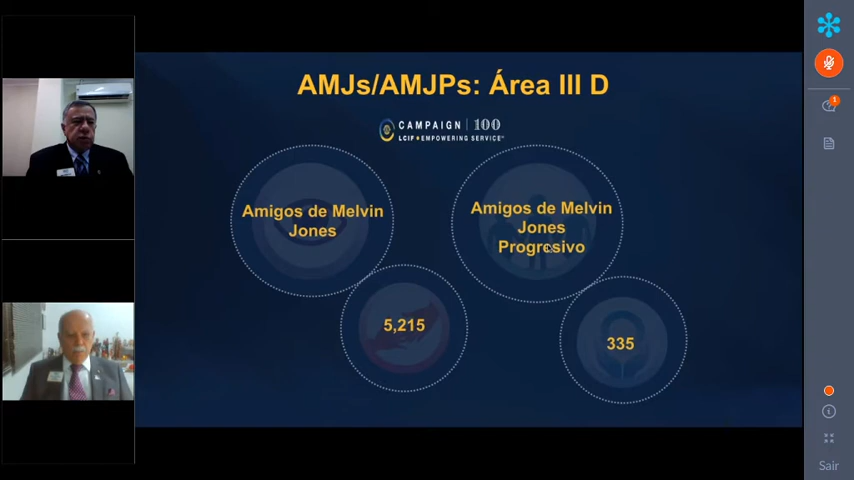 AMJs/AMJPs: Área III D
CAMPAIGN | 100
LCIF EMPOWERING SERVICE
Amigos de Melvin
Jones
Amigos de Melvin
Jones
Progresivo
5,215
335
1
Sair